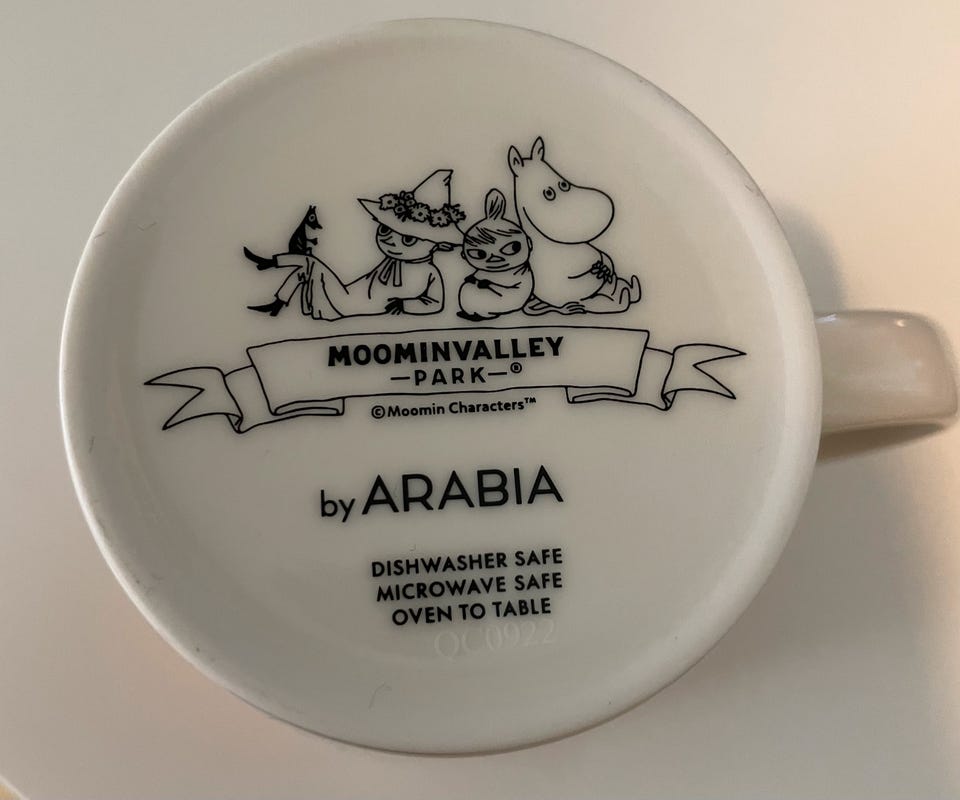 MOOMINVALLEY
—PARK—®
©Moomin Characters™
by ARABIA
DISHWASHER SAFE
MICROWAVE SAFE
OVEN TO TABLE
QC0922